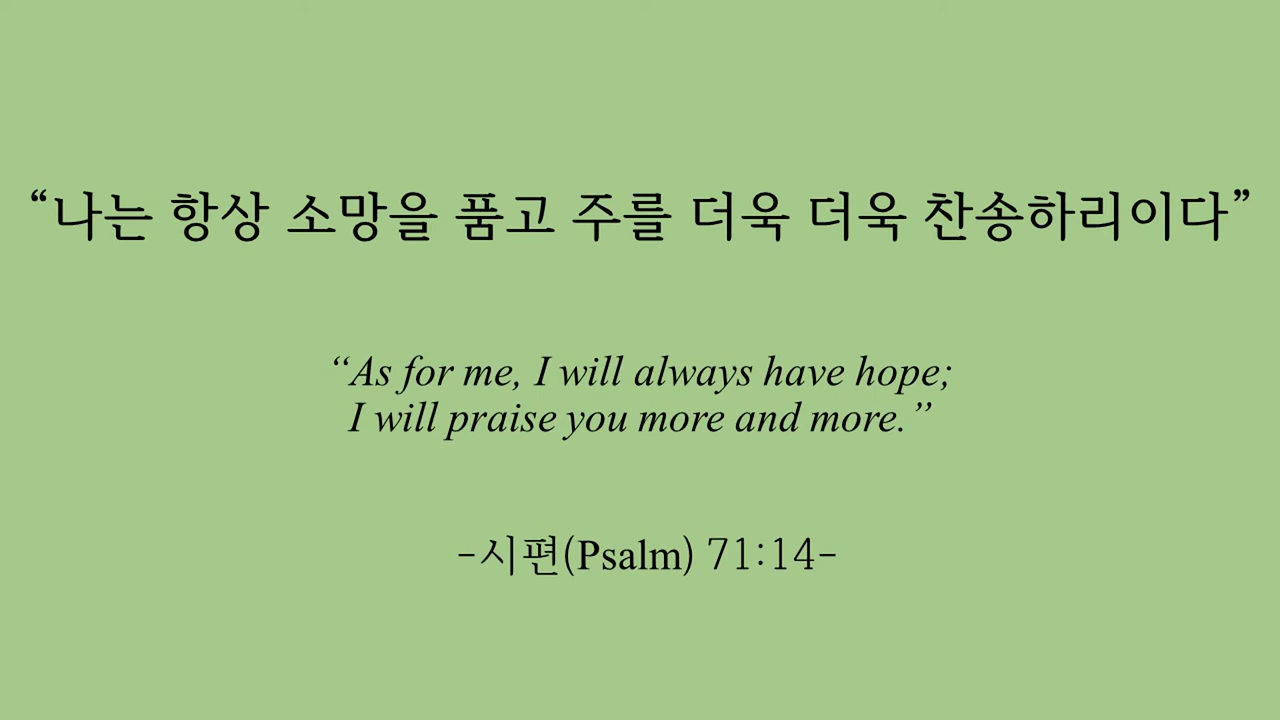 “나는 항상 소망을 품고 주를 더욱 더욱 찬송하리이다”
“As for me, I will always have hope;
I will praise you more and more.”
-시편(Psalm) 71:14-